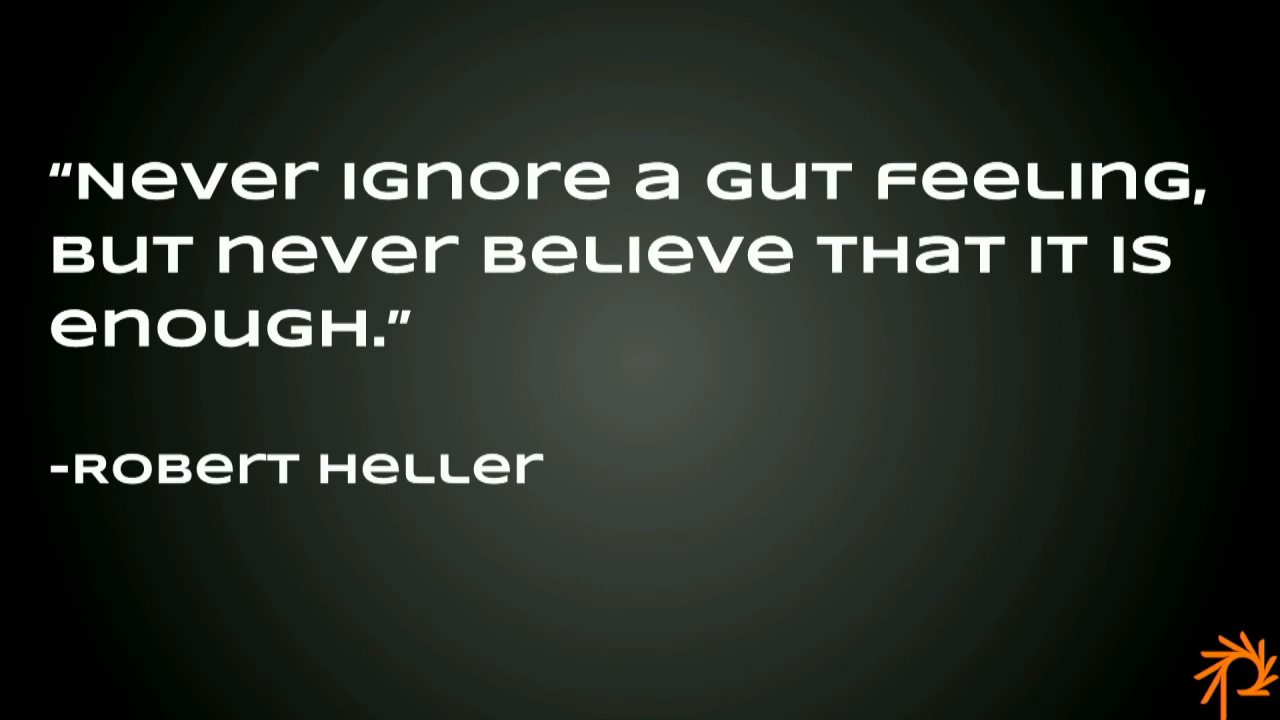 “Never ignore a gut feeling,
but never believe that it is
enough.”
-Robert Heller